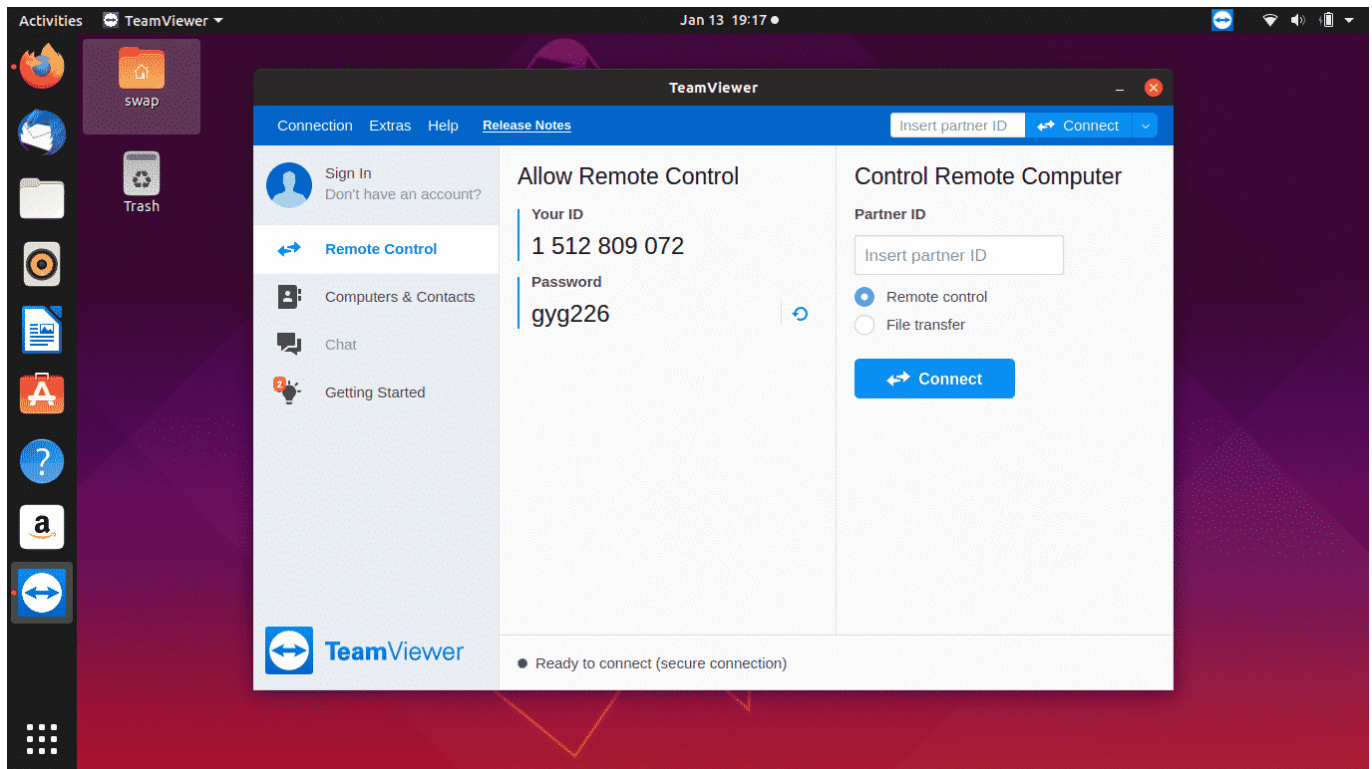 Activities TeamViewer Jan 13 19:17
swap
Trash
TeamViewer
Connection Extras Help Release Notes Insert partner ID Connect
Sign In
Don't have an account?
Remote Control
Computers & Contacts
Chat
2
Getting Started
TeamViewer
Allow Remote Control
Your ID
1 512 809 072
Password
gyg226
Control Remote Computer
Partner ID
Insert partner ID
Remote control
File transfer
Connect
Ready to connect (secure connection)
A
?
a